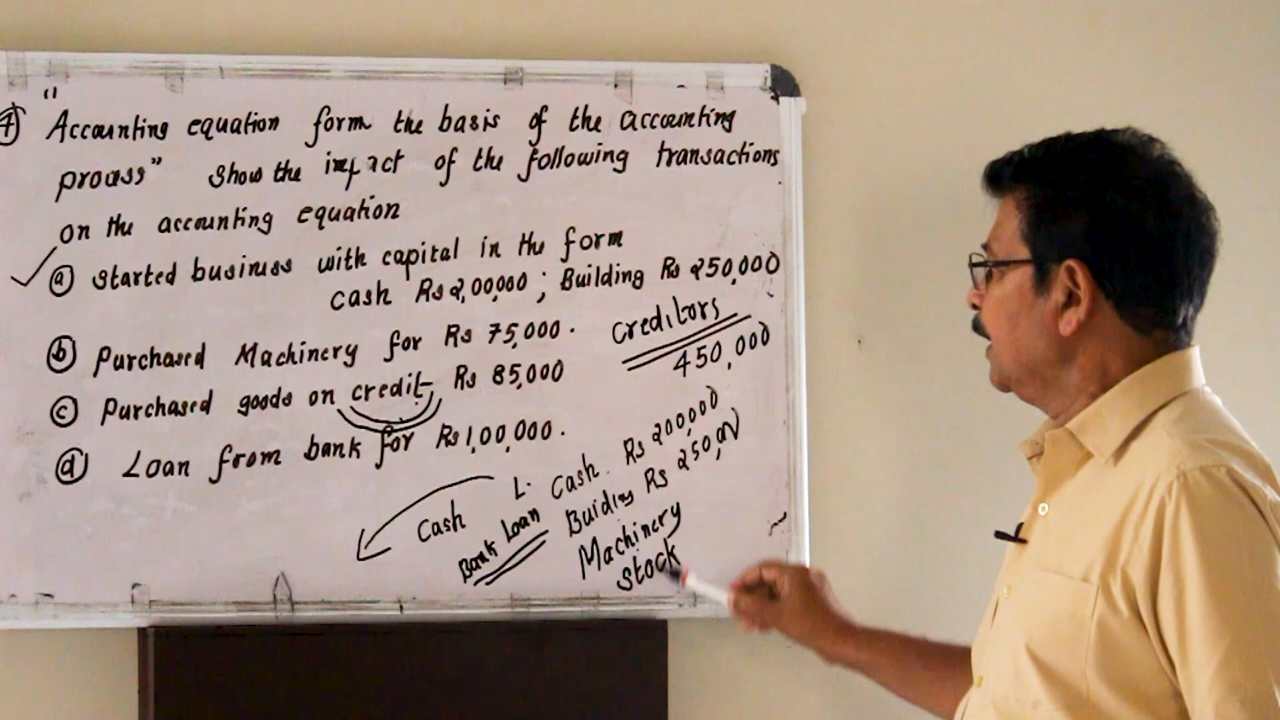 ④ "Accounting equation form the basis of the accounting
process" Show the impact of the following transactions
on the accounting equation
ⓐ Started business with capital in the form
Cash Rs 2,00,000 ; Building Rs 250,000
ⓑ Purchased Machinery for Rs 75,000.
Creditors
ⓒ Purchased goods on credit Rs 85,000
450,000
ⓓ Loan from bank for Rs 1,00,000.
Cash
L.
Bank Loan
Cash. Rs 200,000
Buiding Rs 250,00
Machinery
Stock